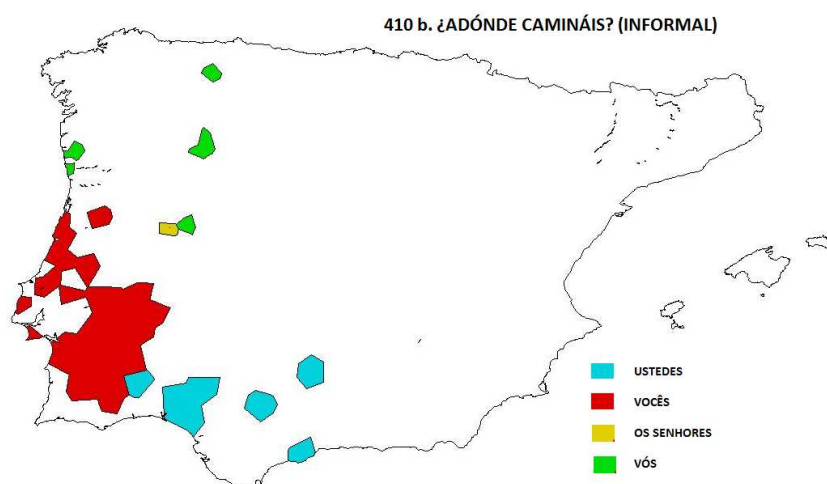 410 b. ¿ADÓNDE CAMINÁIS? (INFORMAL)
USTEDES
VOCÊS
OS SENHORES
VÓS